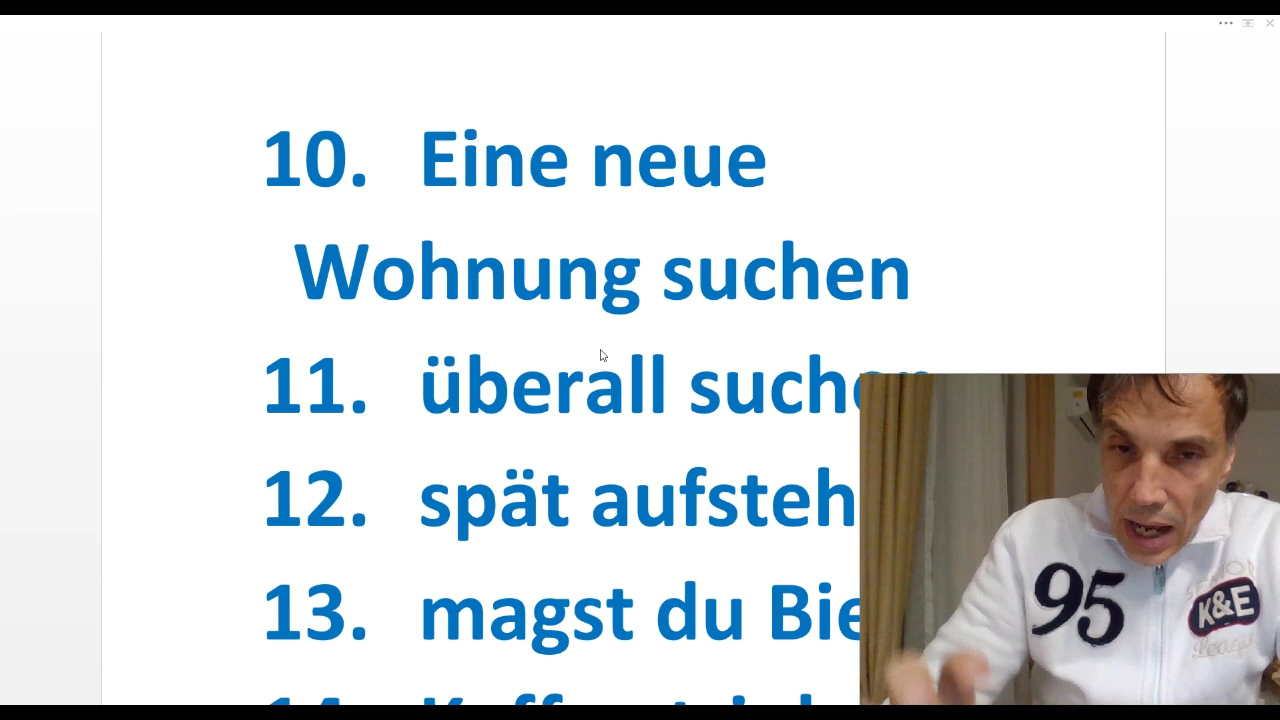 10. Eine neue
Wohnung suchen
11. überall suchen
12. spät aufsteh
13. magst du Bie
95
K&E